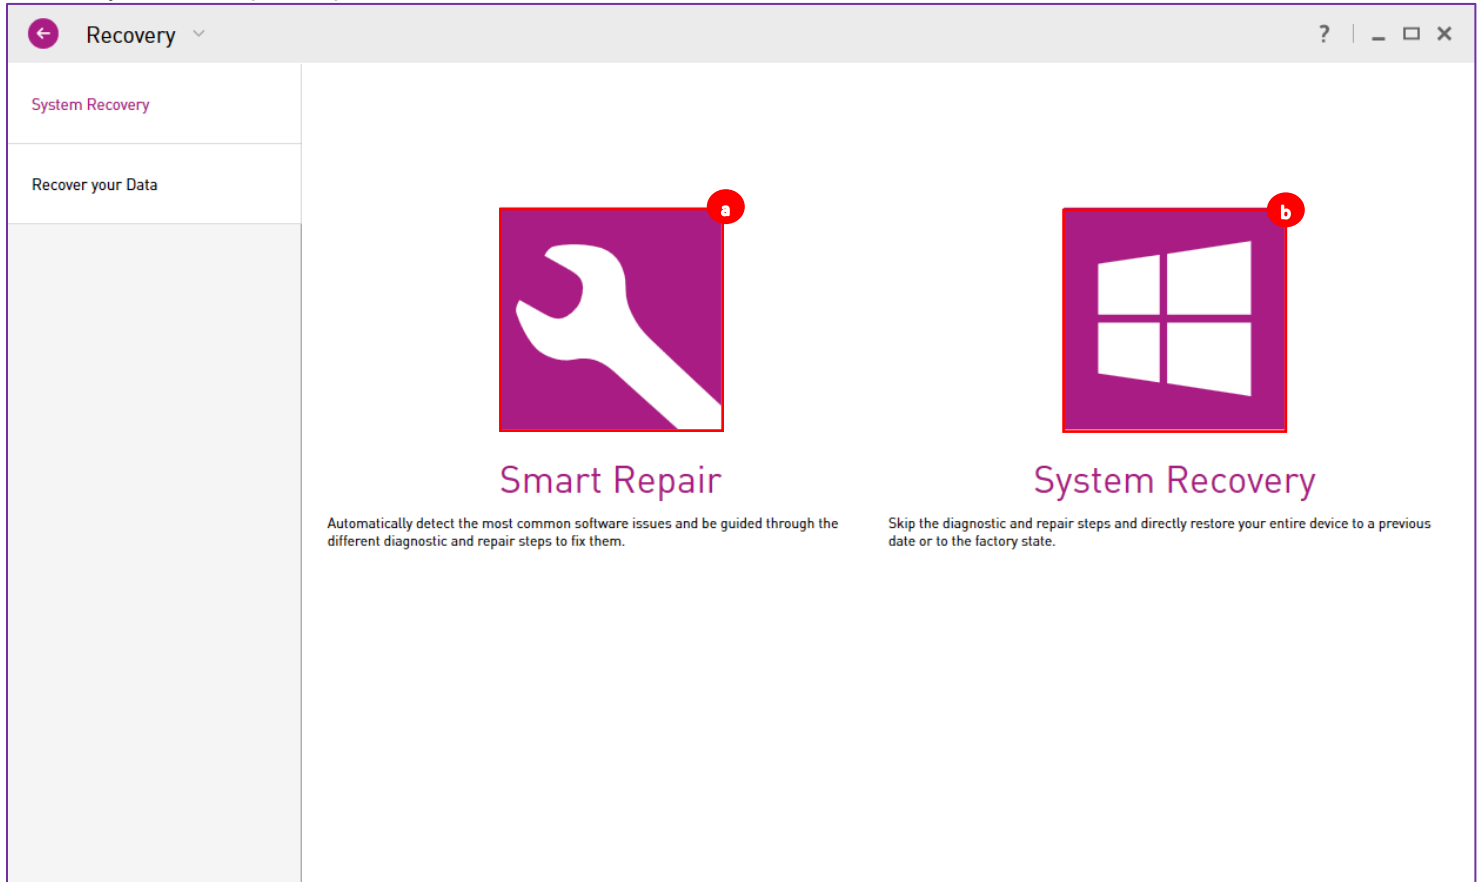 Recovery
?
System Recovery
Recover your Data
a
b
Smart Repair
System Recovery
Automatically detect the most common software issues and be guided through the
different diagnostic and repair steps to fix them.
Skip the diagnostic and repair steps and directly restore your entire device to a previous
date or to the factory state.